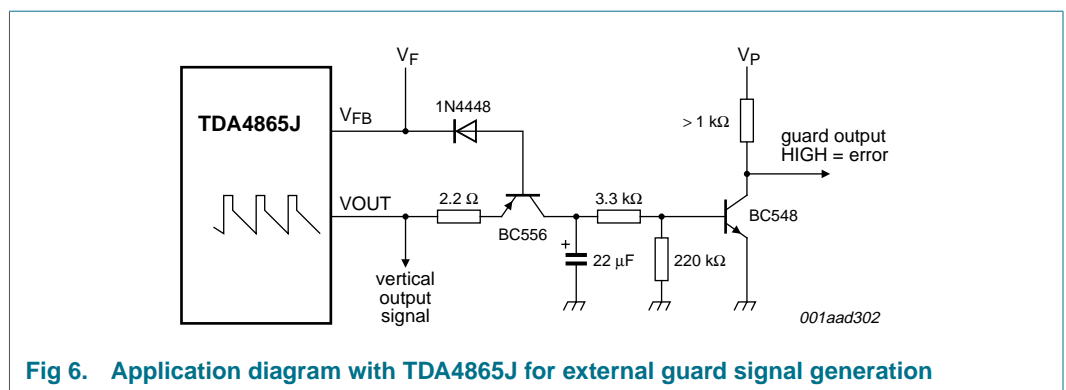 V_F
V_P
TDA4865J
V_FB
1N4448
> 1 kΩ
guard output
HIGH = error
VOUT
2.2 Ω
3.3 kΩ
BC548
BC556
+
22 μF
220 kΩ
vertical
output
signal
001aad302
Fig 6. Application diagram with TDA4865J for external guard signal generation